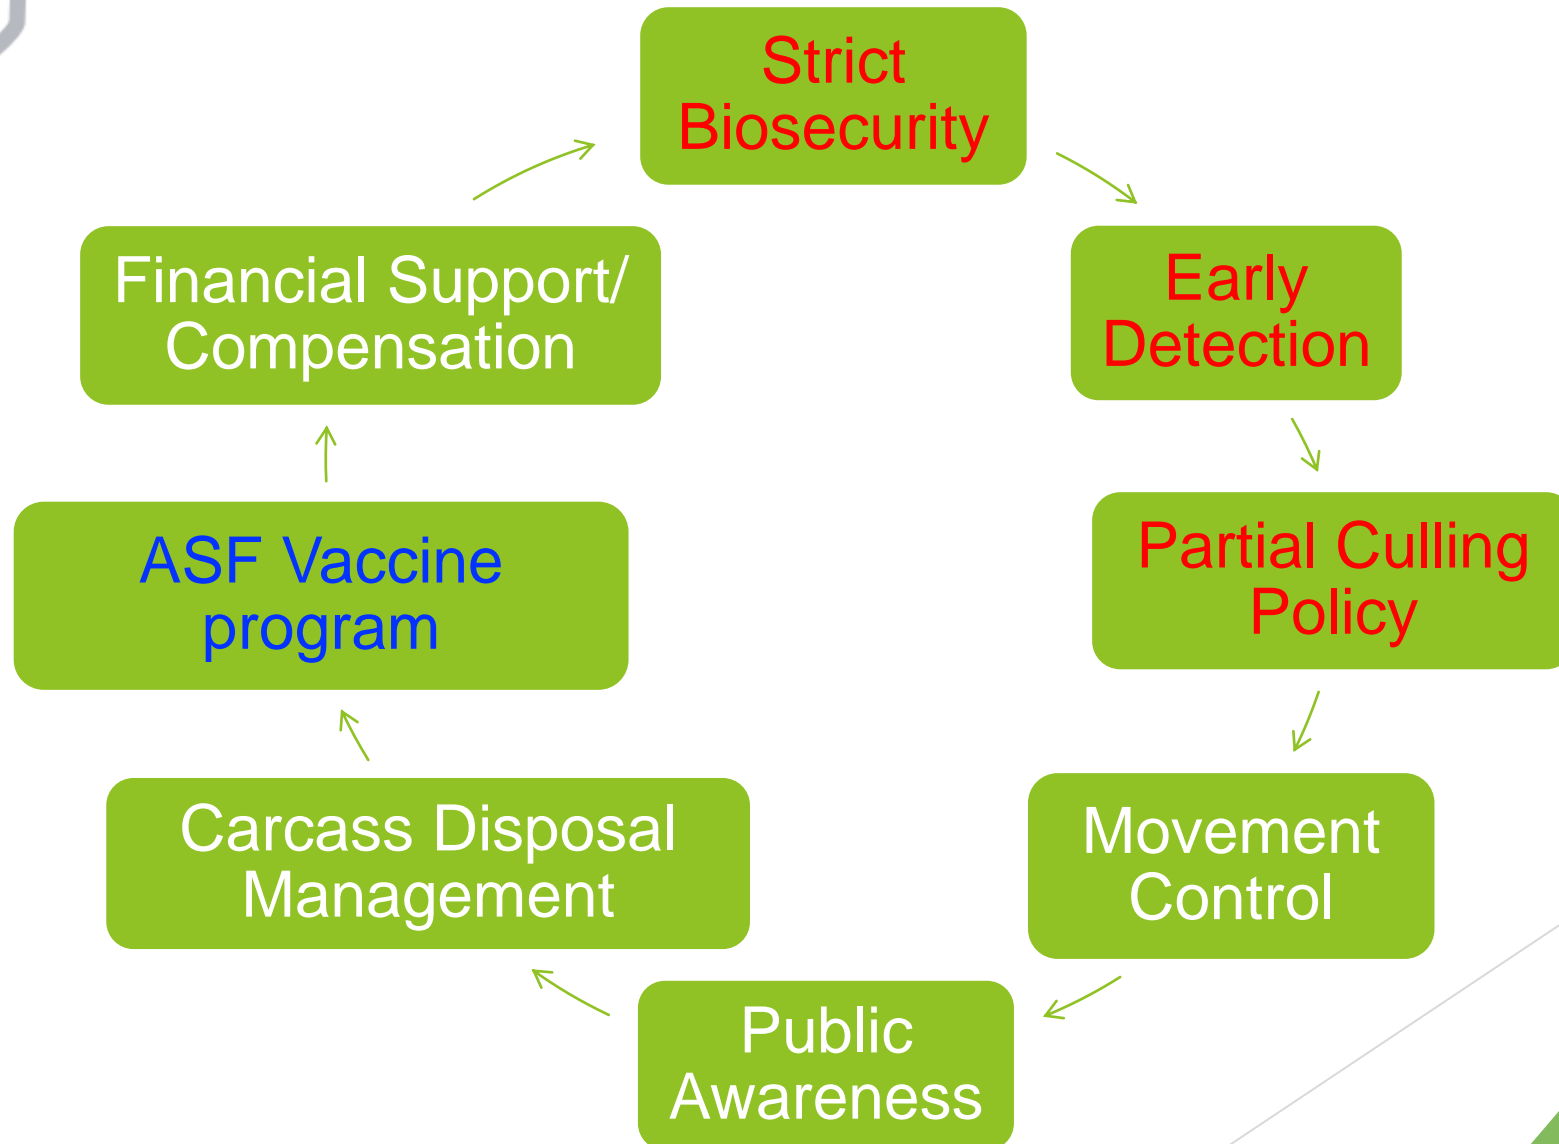 Strict
Biosecurity
Early
Detection
Partial Culling
Policy
Movement
Control
Public
Awareness
Carcass Disposal
Management
ASF Vaccine
program
Financial Support/
Compensation